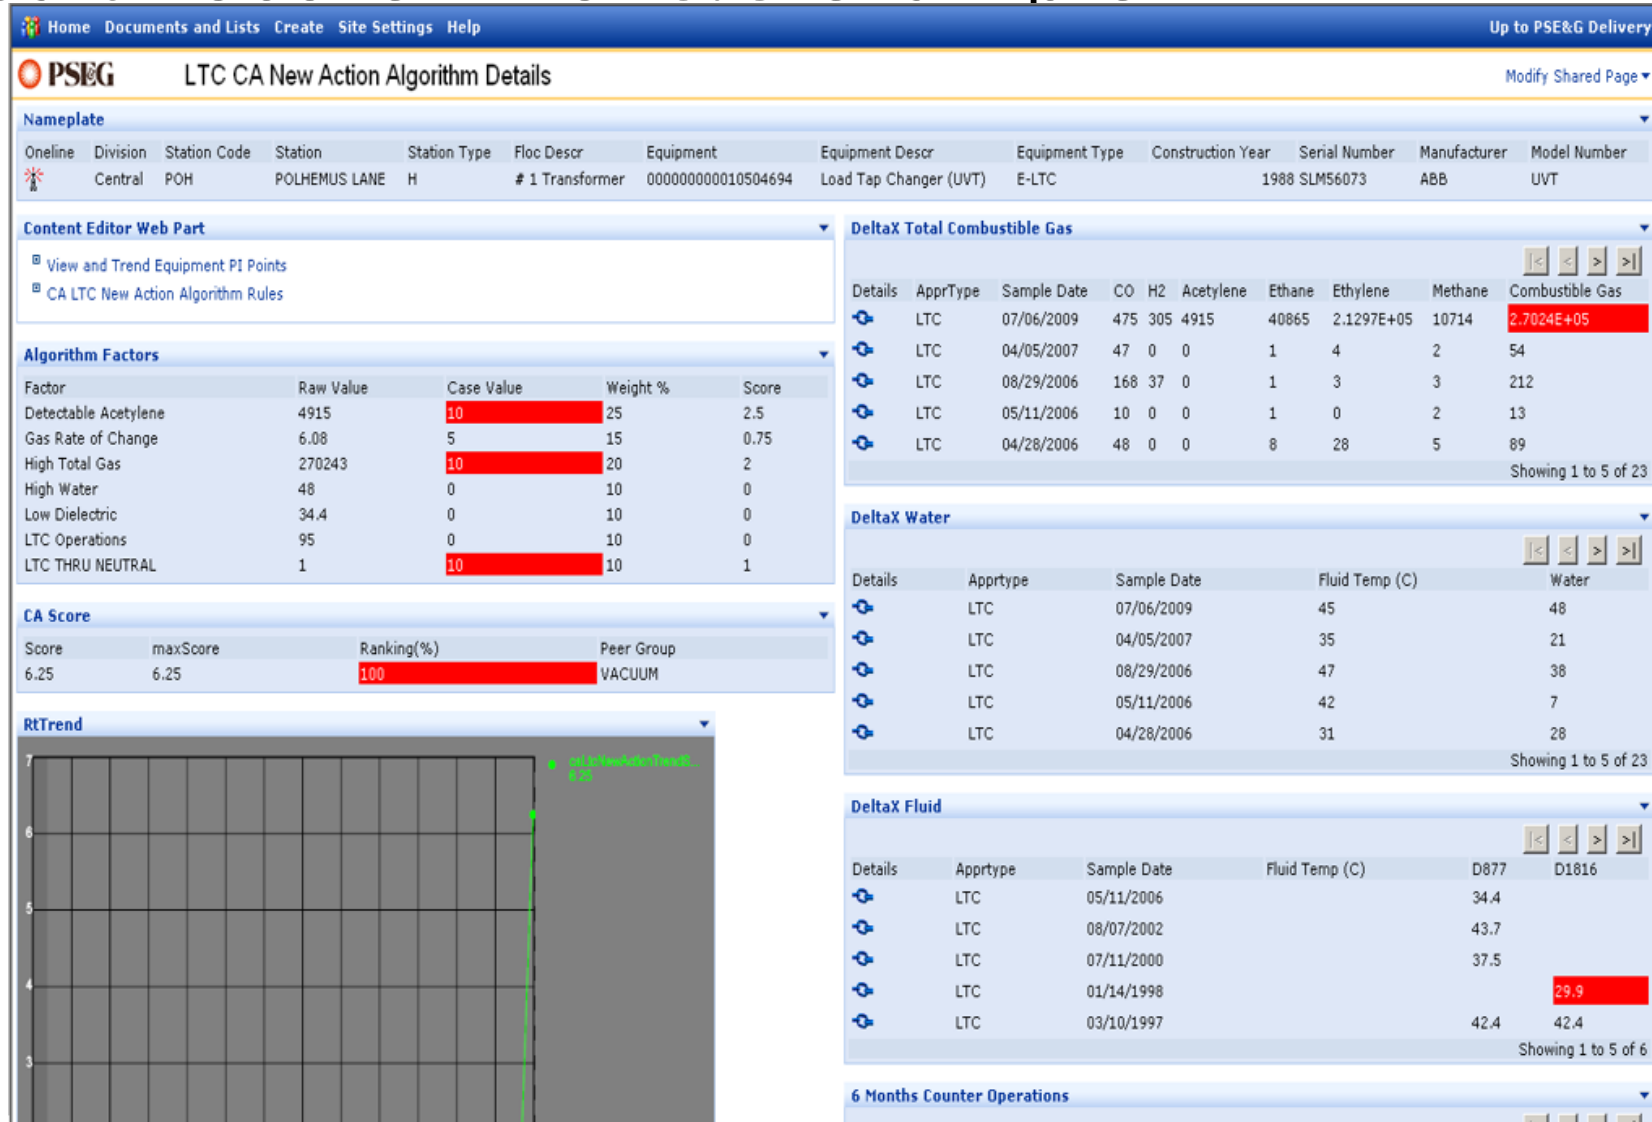 Home Documents and Lists Create Site Settings Help Up to PSE&G Delivery
PSEG LTC CA New Action Algorithm Details Modify Shared Page
Nameplate
Oneline Division Station Code Station Station Type Floc Descr Equipment Equipment Descr Equipment Type Construction Year Serial Number Manufacturer Model Number
Central POH POLHEMUS LANE H # 1 Transformer 000000000010504694 Load Tap Changer (UVT) E-LTC 1988 SLM56073 ABB UVT
Content Editor Web Part
View and Trend Equipment PI Points
CA LTC New Action Algorithm Rules
Algorithm Factors
Factor Raw Value Case Value Weight % Score
Detectable Acetylene 4915 10 25 2.5
Gas Rate of Change 6.08 5 15 0.75
High Total Gas 270243 10 20 2
High Water 48 0 10 0
Low Dielectric 34.4 0 10 0
LTC Operations 95 0 10 0
LTC THRU NEUTRAL 1 10 10 1
CA Score
Score maxScore Ranking(%) Peer Group
6.25 6.25 100 VACUUM
RtTrend
caLtcNewActionTrendS...
6.25
7
6
5
4
3
DeltaX Total Combustible Gas
|< < > >|
Details ApprType Sample Date CO H2 Acetylene Ethane Ethylene Methane Combustible Gas
LTC 07/06/2009 475 305 4915 40865 2.1297E+05 10714 2.7024E+05
LTC 04/05/2007 47 0 0 1 4 2 54
LTC 08/29/2006 168 37 0 1 3 3 212
LTC 05/11/2006 10 0 0 1 0 2 13
LTC 04/28/2006 48 0 0 8 28 5 89
Showing 1 to 5 of 23
DeltaX Water
|< < > >|
Details Apprtype Sample Date Fluid Temp (C) Water
LTC 07/06/2009 45 48
LTC 04/05/2007 35 21
LTC 08/29/2006 47 38
LTC 05/11/2006 42 7
LTC 04/28/2006 31 28
Showing 1 to 5 of 23
DeltaX Fluid
|< < > >|
Details Apprtype Sample Date Fluid Temp (C) D877 D1816
LTC 05/11/2006 34.4
LTC 08/07/2002 43.7
LTC 07/11/2000 37.5
LTC 01/14/1998 29.9
LTC 03/10/1997 42.4 42.4
Showing 1 to 5 of 6
6 Months Counter Operations